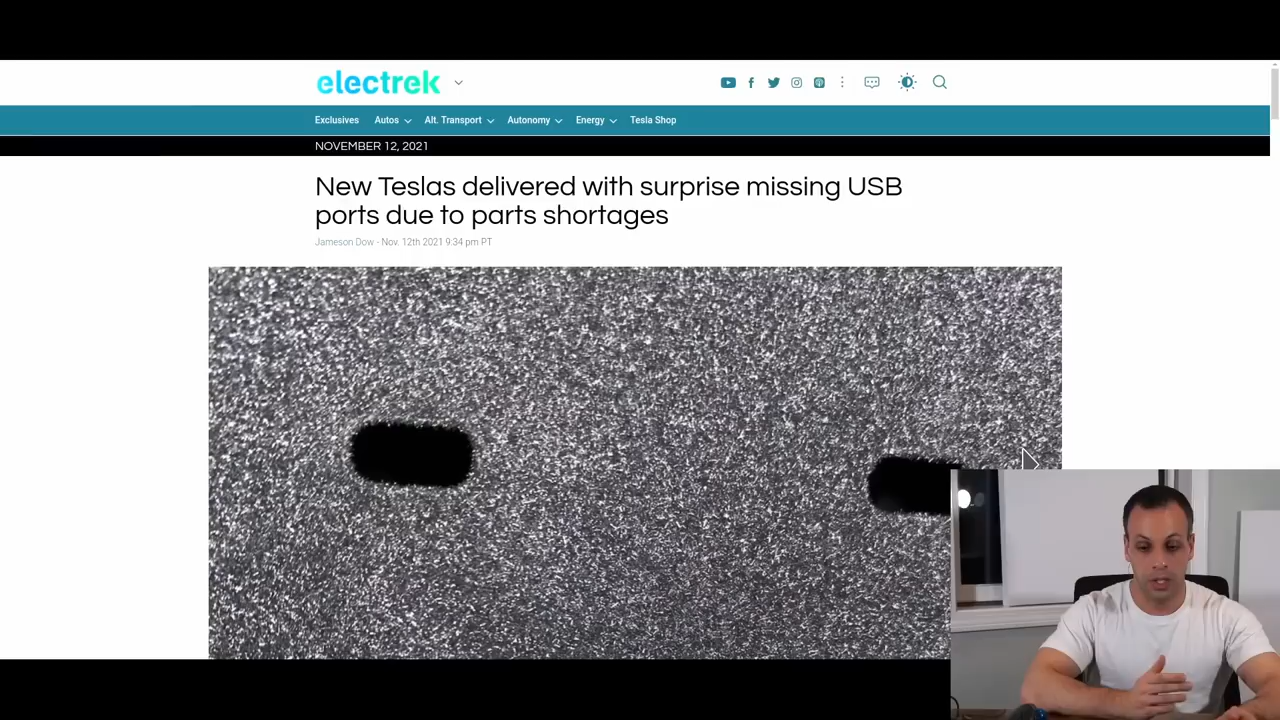 electrek
Exclusives Autos Alt. Transport Autonomy Energy Tesla Shop
NOVEMBER 12, 2021
New Teslas delivered with surprise missing USB
ports due to parts shortages
Jameson Dow - Nov. 12th 2021 9:34 pm PT